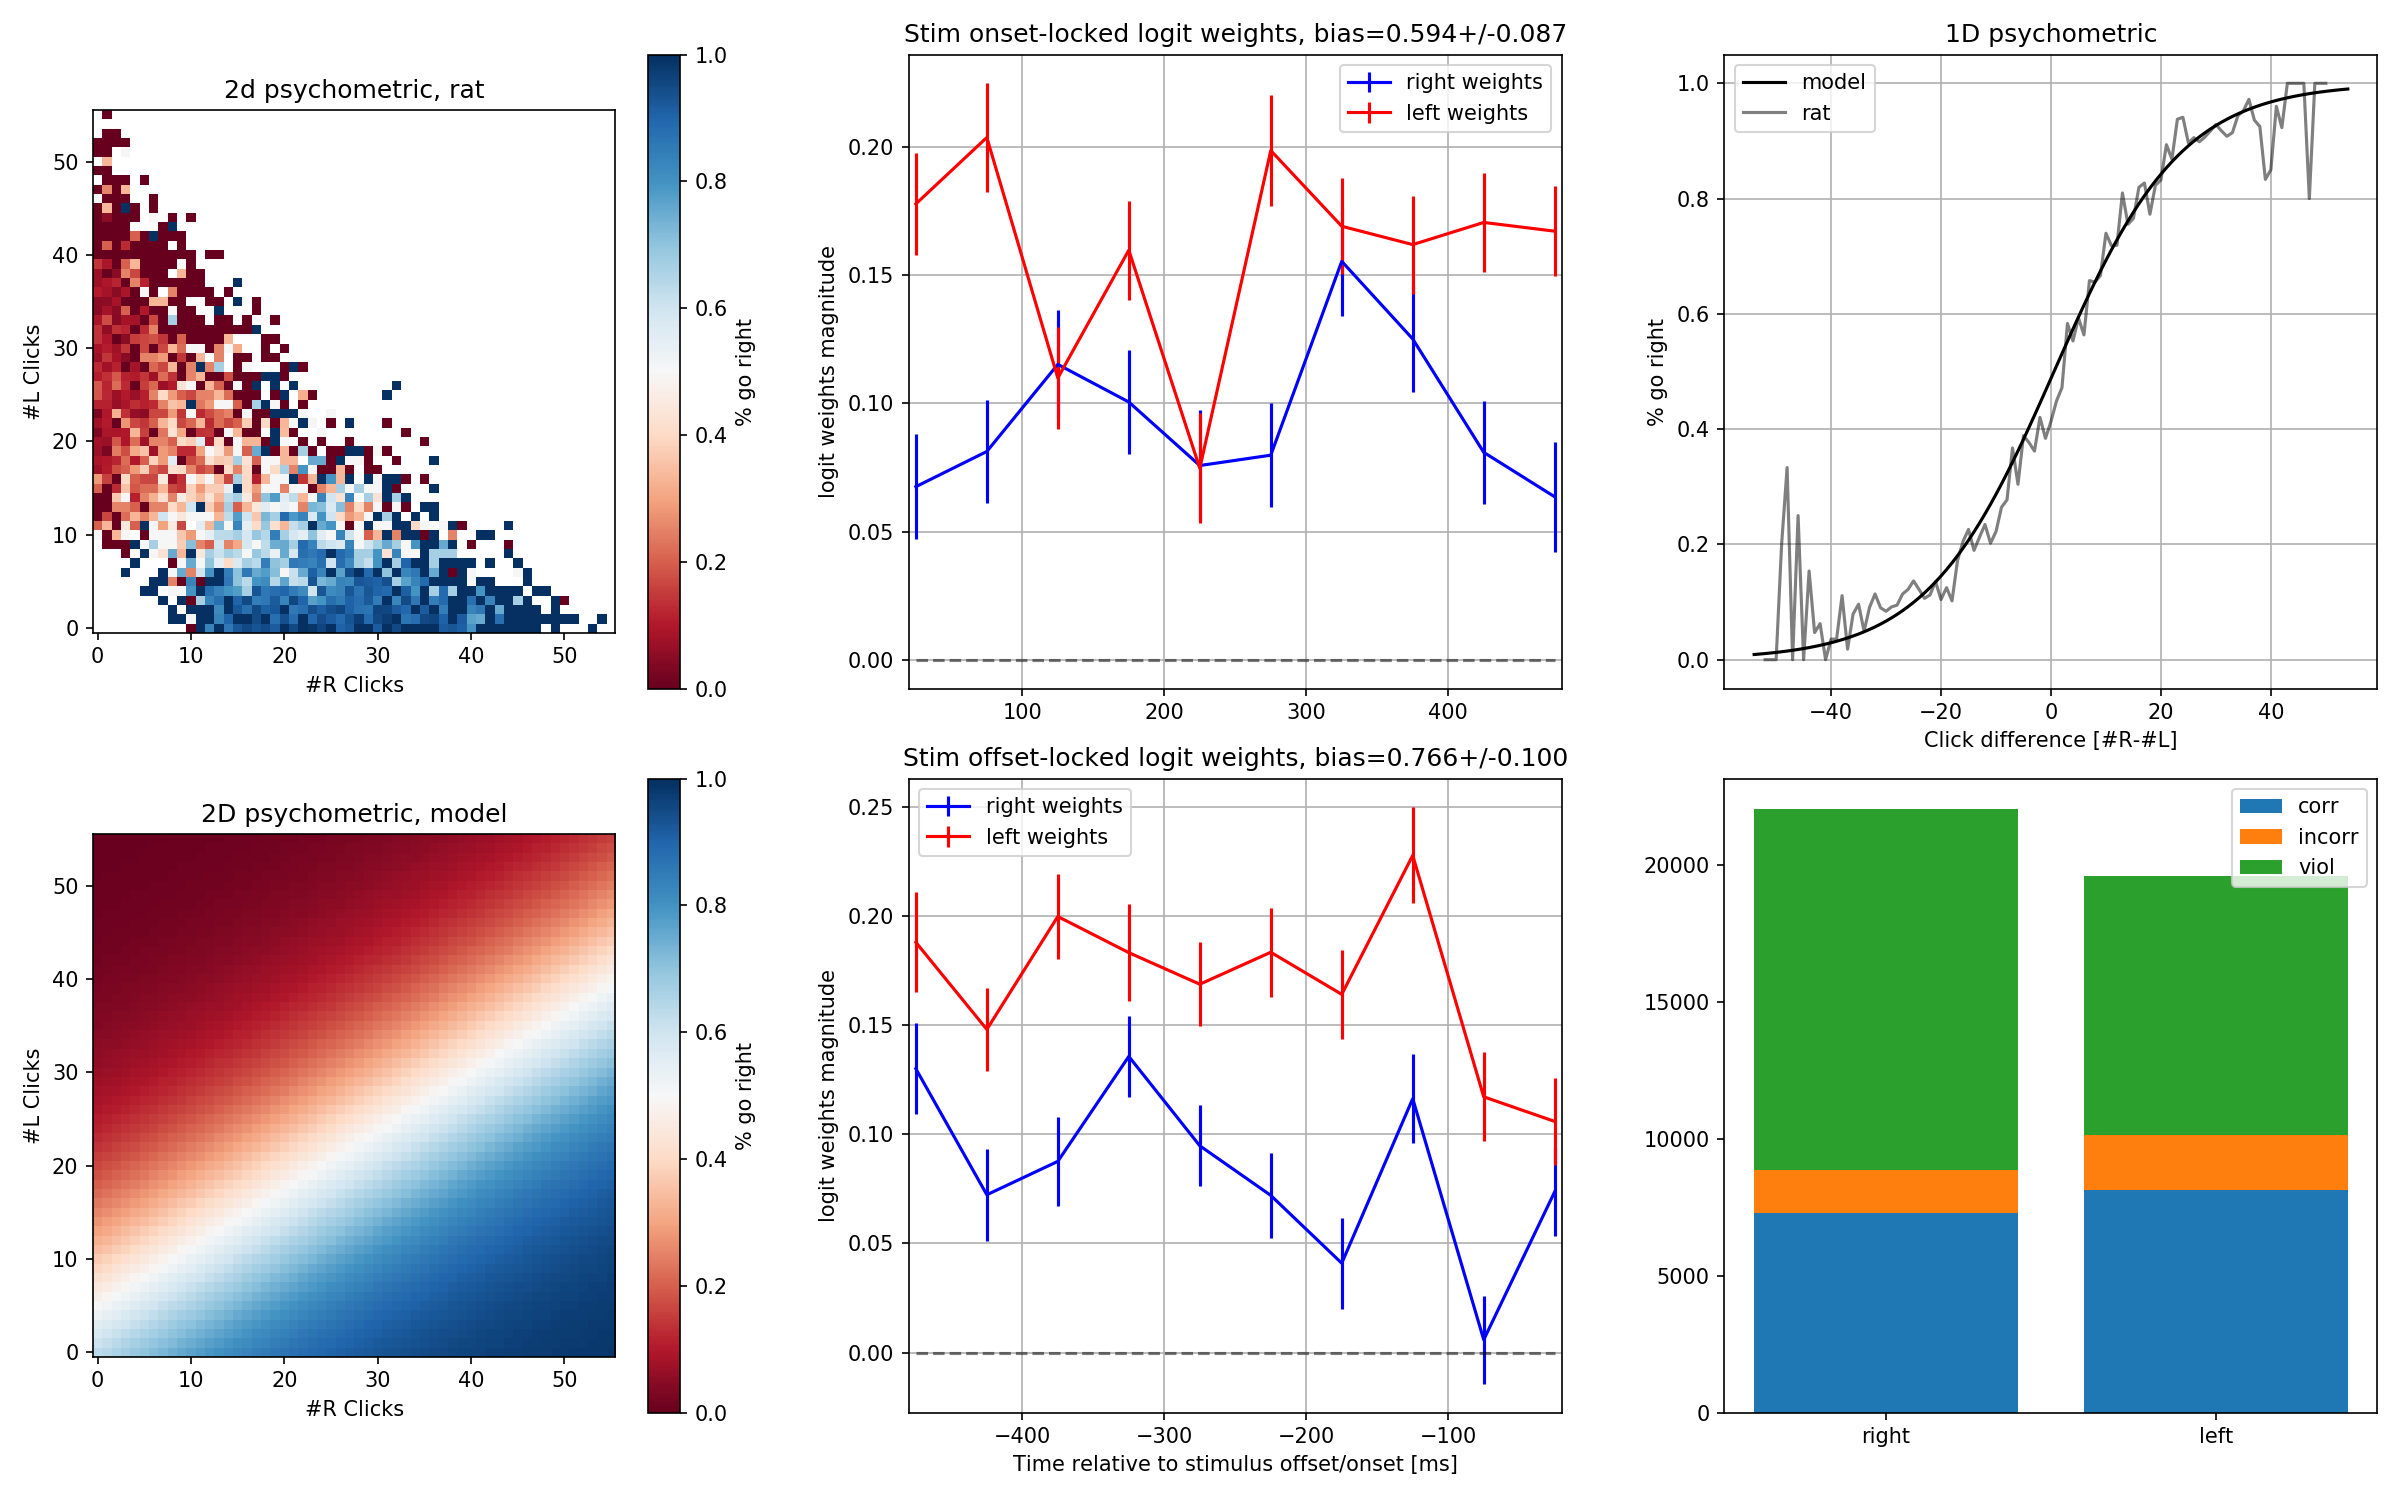 2d psychometric, rat
50
40
30
20
10
0
#L Clicks
0 10 20 30 40 50
#R Clicks
1.0
0.8
0.6
0.4
0.2
0.0
% go right
Stim onset-locked logit weights, bias=0.594+/-0.087
right weights
left weights
0.20
0.15
0.10
0.05
0.00
logit weights magnitude
100 200 300 400
1D psychometric
model
rat
1.0
0.8
0.6
0.4
0.2
0.0
% go right
−40 −20 0 20 40
Click difference [#R-#L]
2D psychometric, model
50
40
30
20
10
0
#L Clicks
0 10 20 30 40 50
#R Clicks
1.0
0.8
0.6
0.4
0.2
0.0
% go right
Stim offset-locked logit weights, bias=0.766+/-0.100
right weights
left weights
0.25
0.20
0.15
0.10
0.05
0.00
logit weights magnitude
−400 −300 −200 −100
Time relative to stimulus offset/onset [ms]
corr
incorr
viol
20000
15000
10000
5000
0
right left